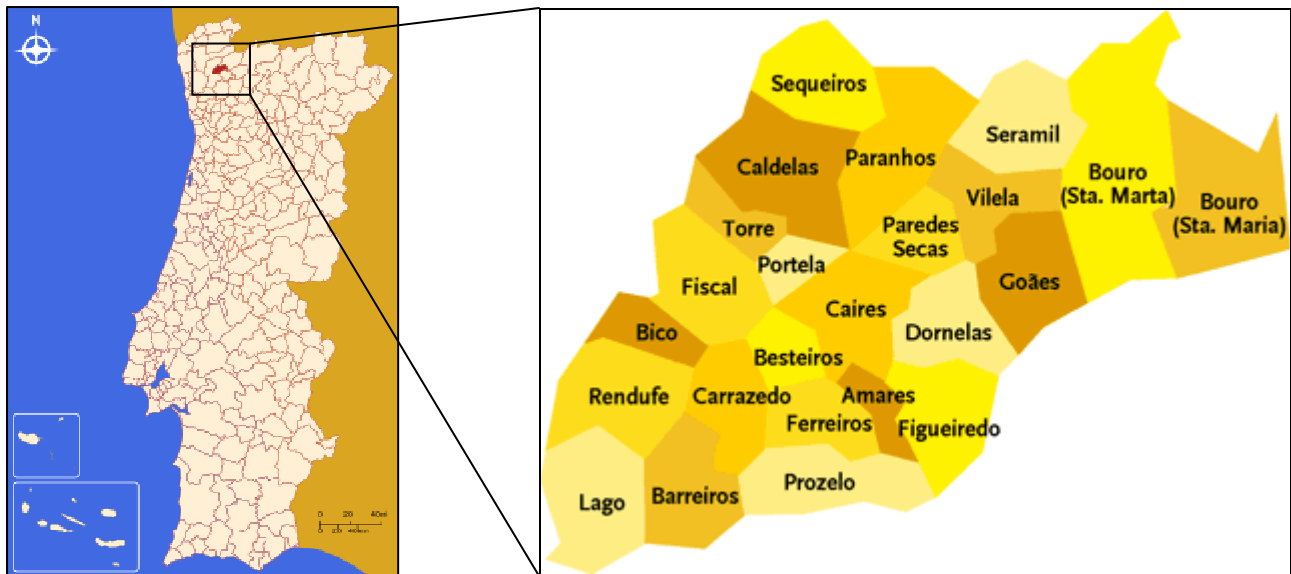 N
Sequeiros
Seramil
Caldelas
Paranhos
Bouro
(Sta. Marta)
Vilela
Bouro
(Sta. Maria)
Torre
Paredes
Secas
Portela
Fiscal
Goães
Caires
Bico
Dornelas
Besteiros
Rendufe
Carrazedo
Amares
Ferreiros
Figueiredo
Lago
Barreiros
Prozelo